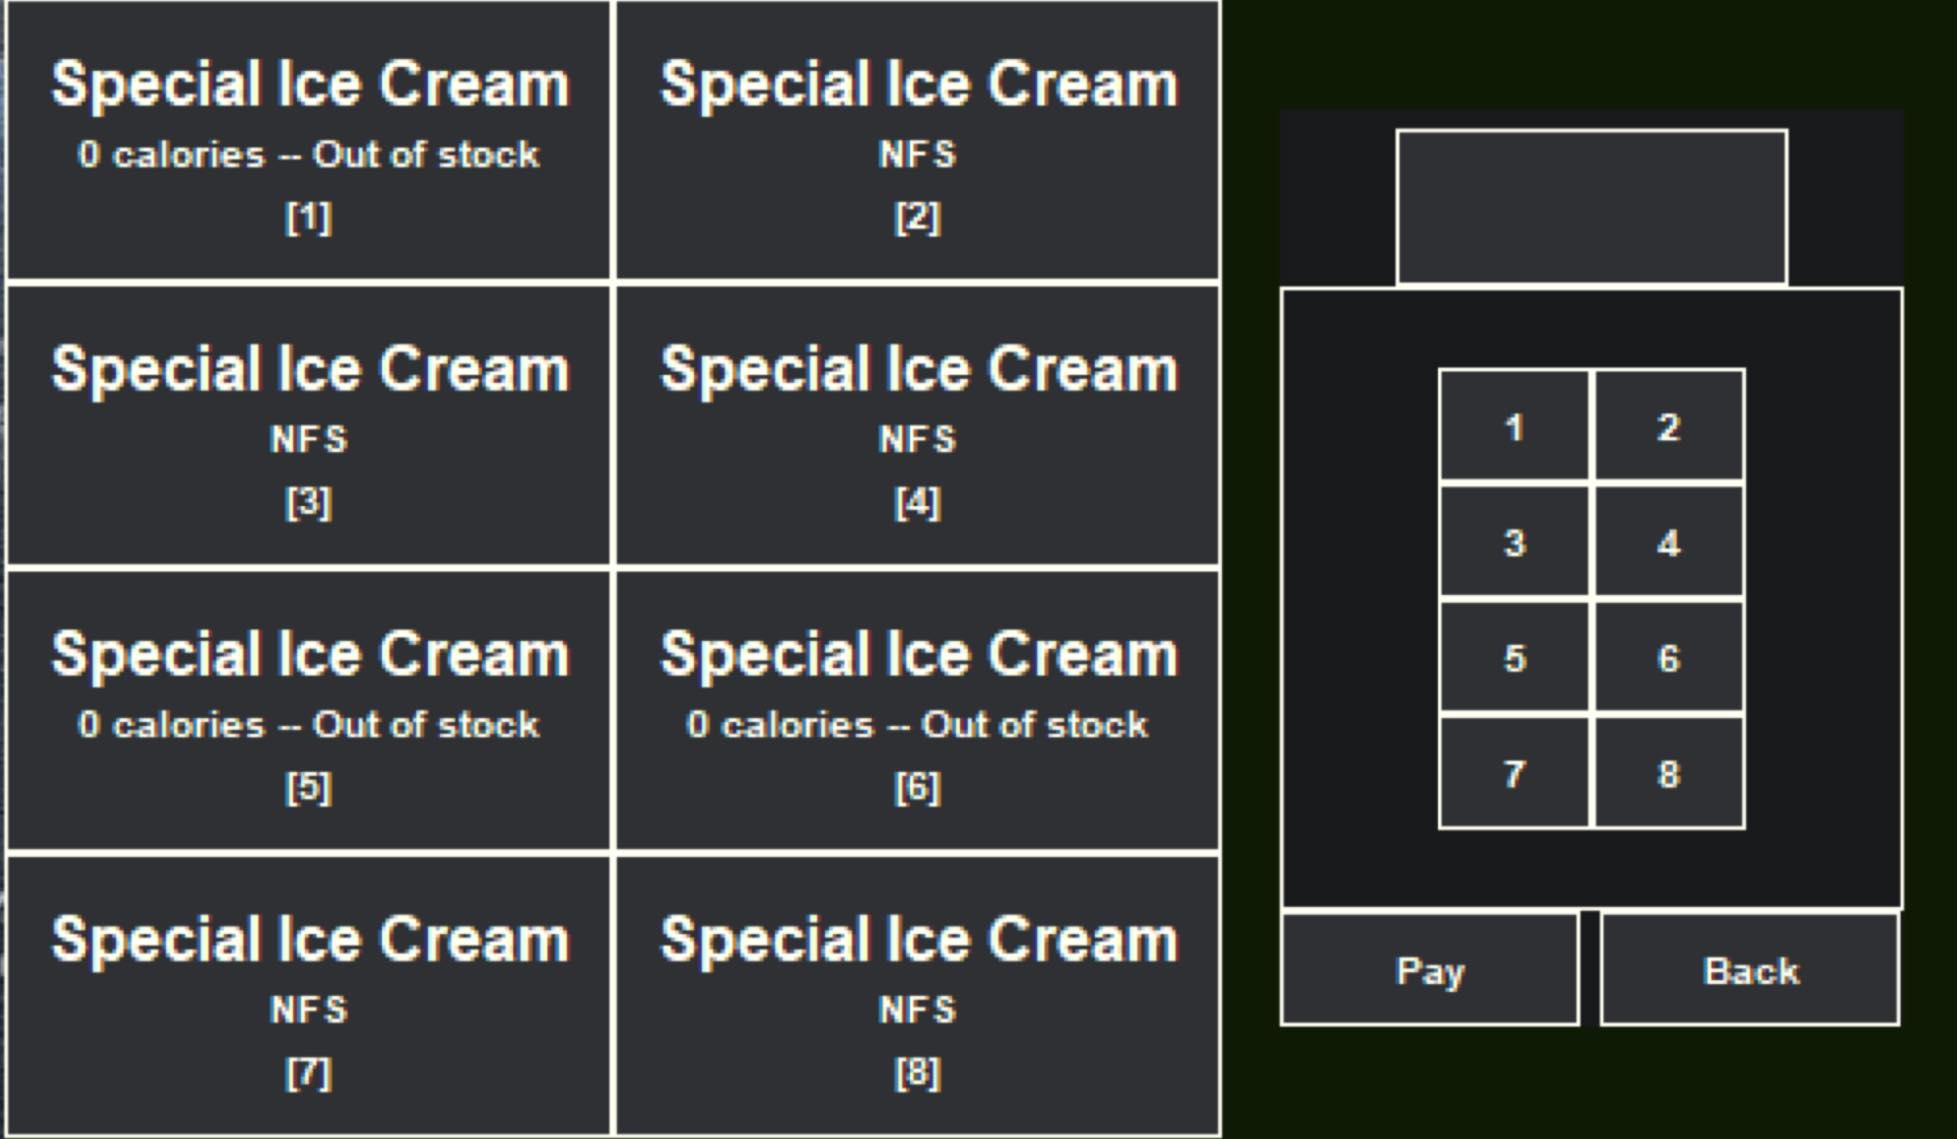 Special Ice Cream
0 calories -- Out of stock
[1]
Special Ice Cream
NFS
[2]
Special Ice Cream
NFS
[3]
Special Ice Cream
NFS
[4]
Special Ice Cream
0 calories -- Out of stock
[5]
Special Ice Cream
0 calories -- Out of stock
[6]
Special Ice Cream
NFS
[7]
Special Ice Cream
NFS
[8]
1 2
3 4
5 6
7 8
Pay Back